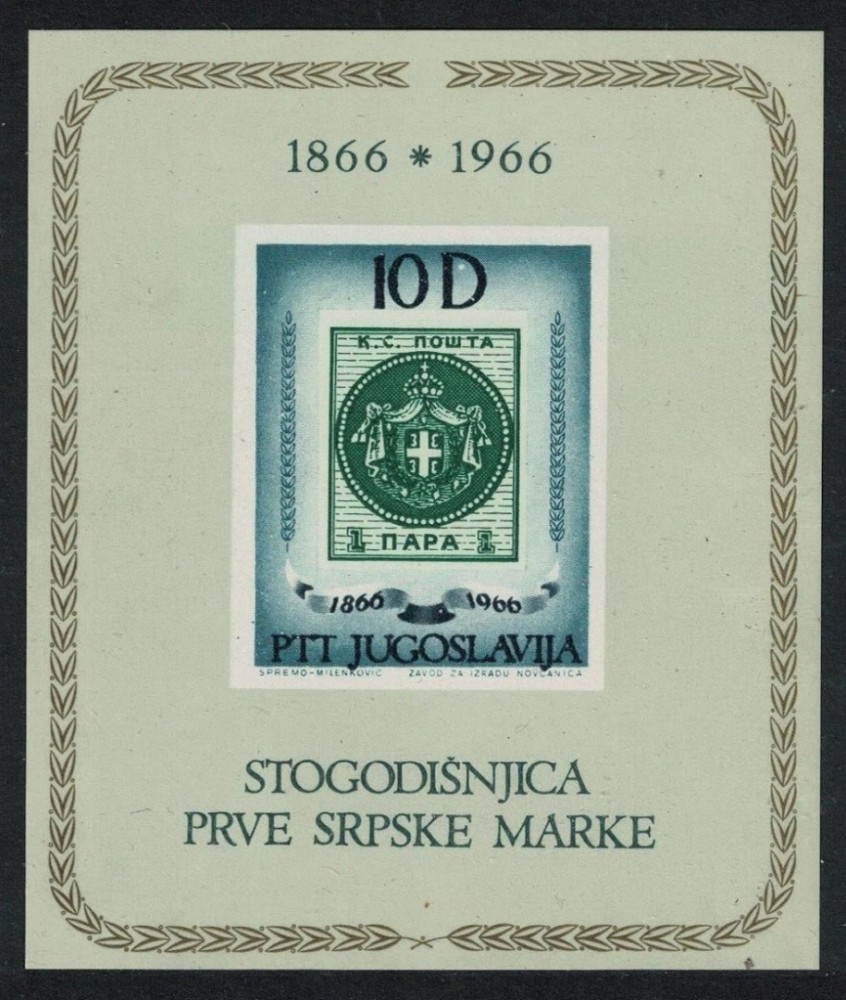 1866 * 1966
10 D
К.С. ПОШТА
1 ПАРА 1
1866 1966
PTT JUGOSLAVIJA
SPREMO-MILENKOVIĆ ZAVOD ZA IZRADU NOVČANICA
STOGODIŠNJICA
PRVE SRPSKE MARKE